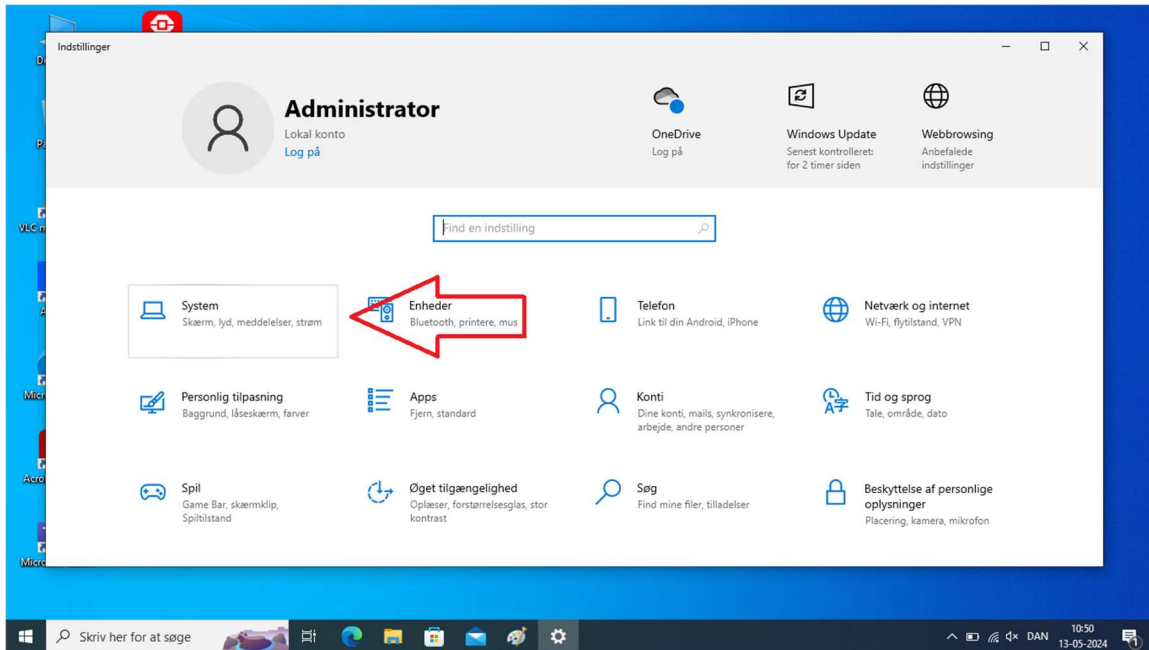 Indstillinger
Administrator
Lokal konto
Log på
OneDrive
Log på
Windows Update
Senest kontrolleret:
for 2 timer siden
Webbrowsing
Anbefalede
indstillinger
Find en indstilling
System
Skærm, lyd, meddelelser, strøm
Enheder
Bluetooth, printere, mus
Telefon
Link til din Android, iPhone
Netværk og internet
Wi-Fi, flytilstand, VPN
Personlig tilpasning
Baggrund, låseskærm, farver
Apps
Fjern, standard
Konti
Dine konti, mails, synkronisere,
arbejde, andre personer
Tid og sprog
Tale, område, dato
Spil
Game Bar, skærmklip,
Spiltilstand
Øget tilgængelighed
Oplæser, forstørrelsesglas, stor
kontrast
Søg
Find mine filer, tilladelser
Beskyttelse af personlige
oplysninger
Placering, kamera, mikrofon
VLC
Skriv her for at søge
DAN
10:50
13-05-2024
1